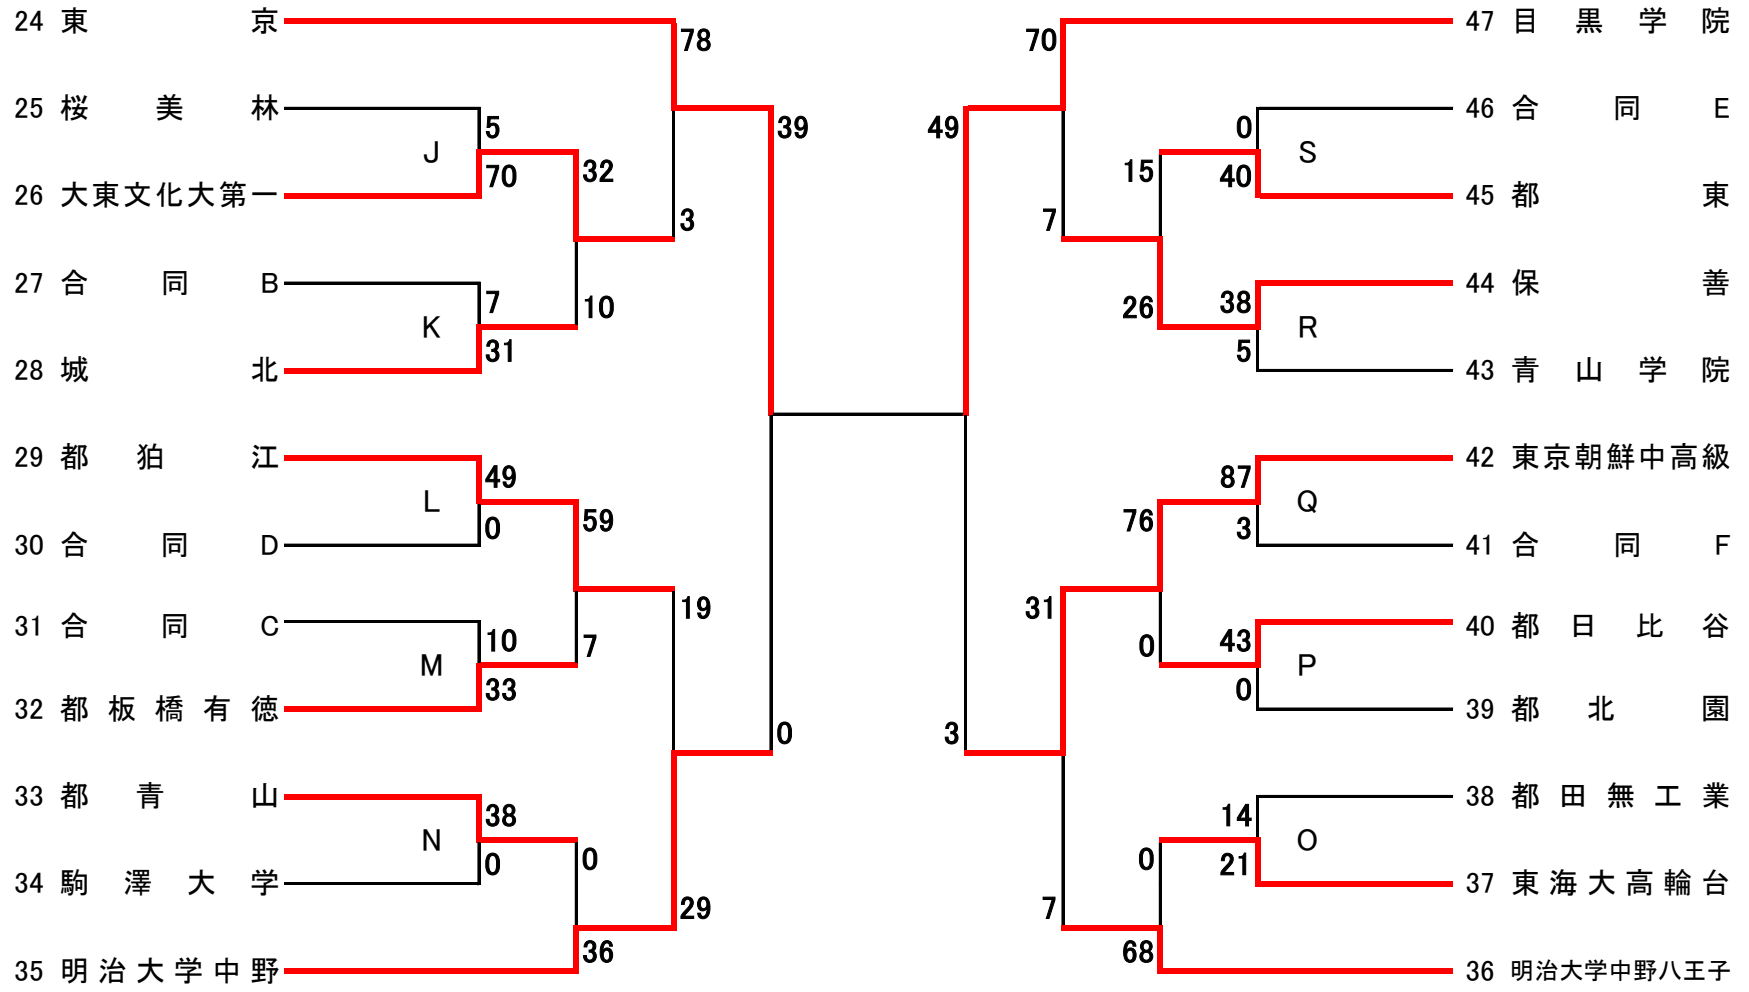 24 東京
25 桜美林
26 大東文化大第一
27 合同B
28 城北
29 都狛江
30 合同D
31 合同C
32 都板橋有徳
33 都青山
34 駒澤大学
35 明治大学中野
J
K
L
M
N
5
70
7
31
49
0
10
33
38
0
32
10
59
7
0
36
78
3
19
29
39
0
49
3
70
7
31
7
15
26
76
0
0
68
0
40
38
5
87
3
43
0
14
21
S
R
Q
P
O
47 目黒学院
46 合同E
45 都東
44 保善
43 青山学院
42 東京朝鮮中高級
41 合同F
40 都日比谷
39 都北園
38 都田無工業
37 東海大高輪台
36 明治大学中野八王子